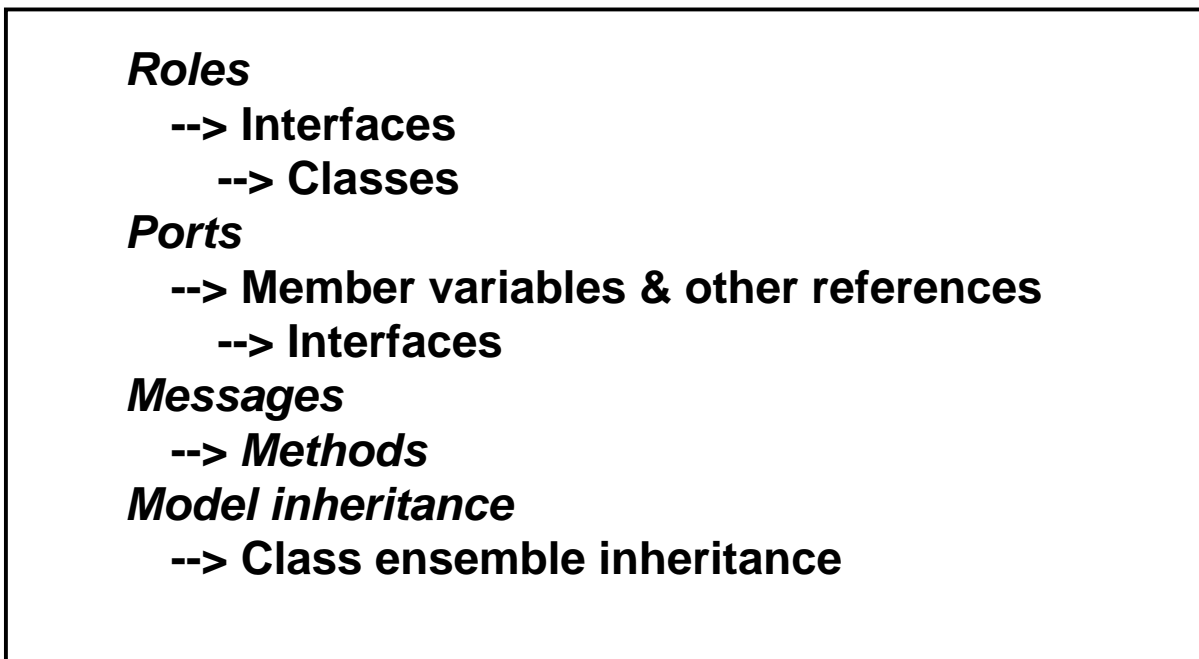 Roles
--> Interfaces
--> Classes
Ports
--> Member variables & other references
--> Interfaces
Messages
--> Methods
Model inheritance
--> Class ensemble inheritance